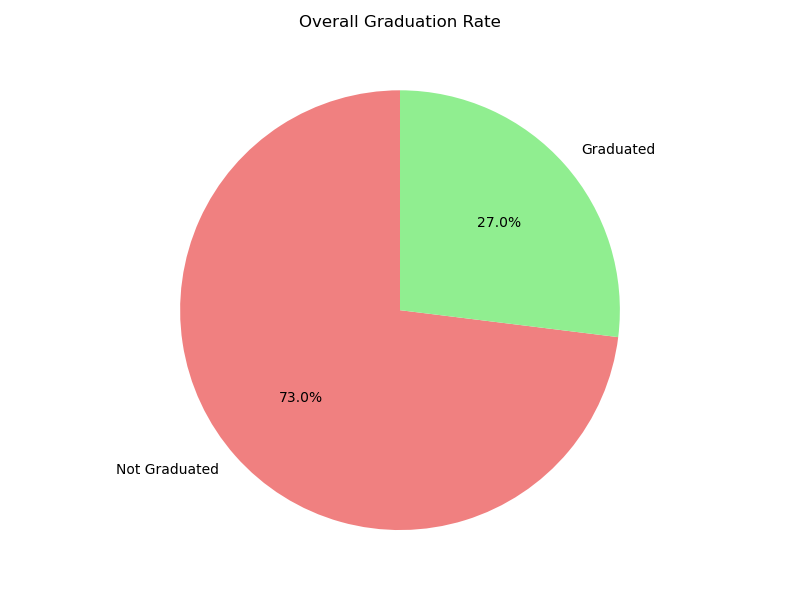 Overall Graduation Rate
Graduated
27.0%
73.0%
Not Graduated